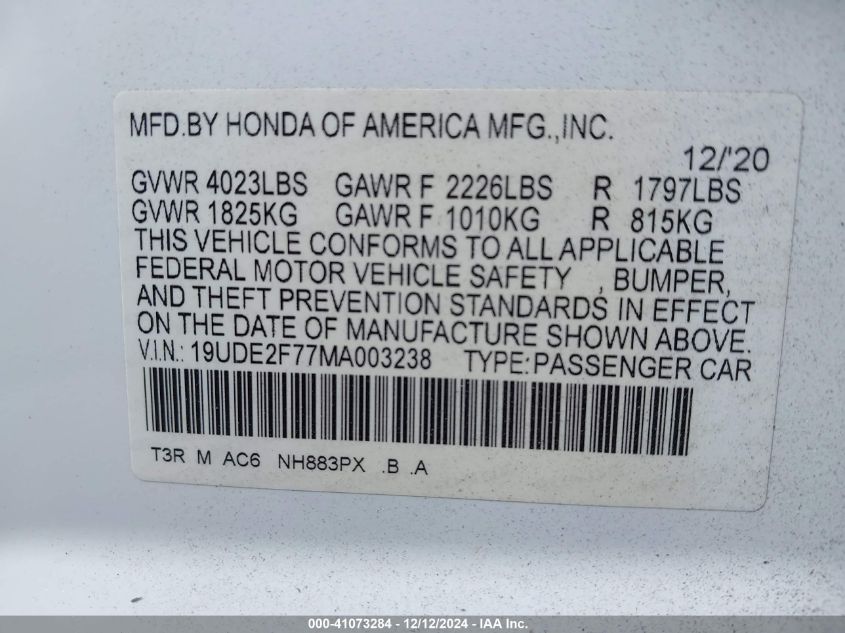 MFD.BY HONDA OF AMERICA MFG.,INC.
12/'20
GVWR 4023LBS GAWR F 2226LBS R 1797LBS
GVWR 1825KG GAWR F 1010KG R 815KG
THIS VEHICLE CONFORMS TO ALL APPLICABLE
FEDERAL MOTOR VEHICLE SAFETY , BUMPER,
AND THEFT PREVENTION STANDARDS IN EFFECT
ON THE DATE OF MANUFACTURE SHOWN ABOVE.
V.I.N.: 19UDE2F77MA003238 TYPE:PASSENGER CAR
T3R M AC6 NH883PX .B .A
000-41073284 - 12/12/2024 - IAA Inc.